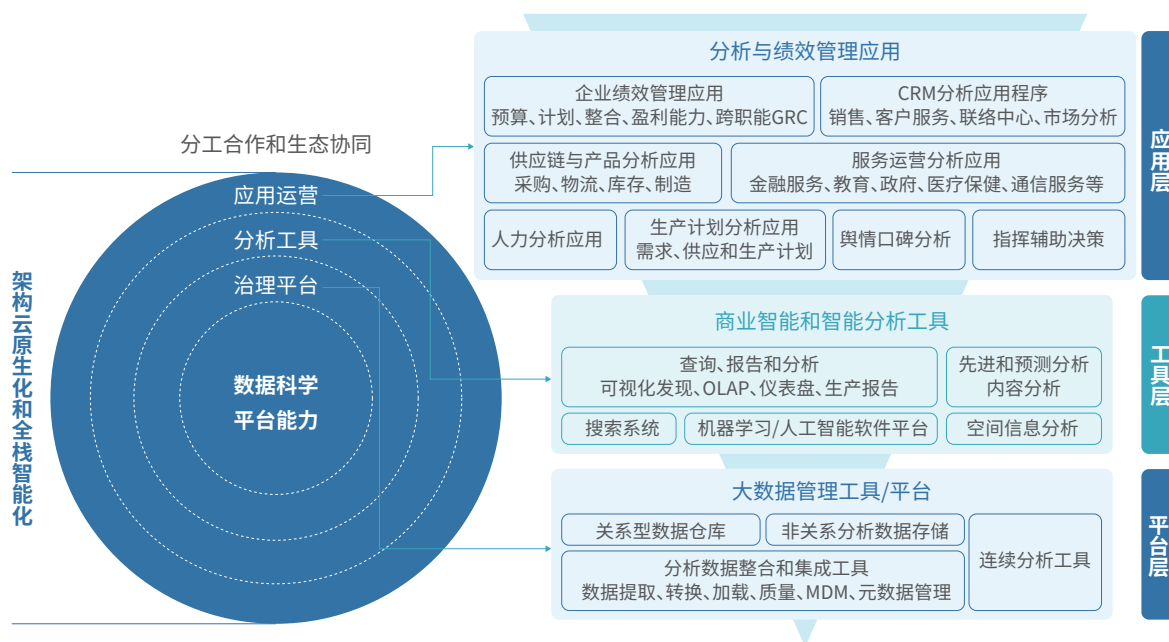 分工合作和生态协同
应用运营
分析工具
治理平台
数据科学
平台能力
架构云原生化和全栈智能化
分析与绩效管理应用
企业绩效管理应用
预算、计划、整合、盈利能力、跨职能GRC
CRM分析应用程序
销售、客户服务、联络中心、市场分析
供应链与产品分析应用
采购、物流、库存、制造
服务运营分析应用
金融服务、教育、政府、医疗保健、通信服务等
人力分析应用
生产计划分析应用
需求、供应和生产计划
舆情口碑分析
指挥辅助决策
应用层
商业智能和智能分析工具
查询、报告和分析
可视化发现、OLAP、仪表盘、生产报告
先进和预测分析
内容分析
搜索系统
机器学习/人工智能软件平台
空间信息分析
工具层
大数据管理工具/平台
关系型数据仓库
非关系分析数据存储
连续分析工具
分析数据整合和集成工具
数据提取、转换、加载、质量、MDM、元数据管理
平台层